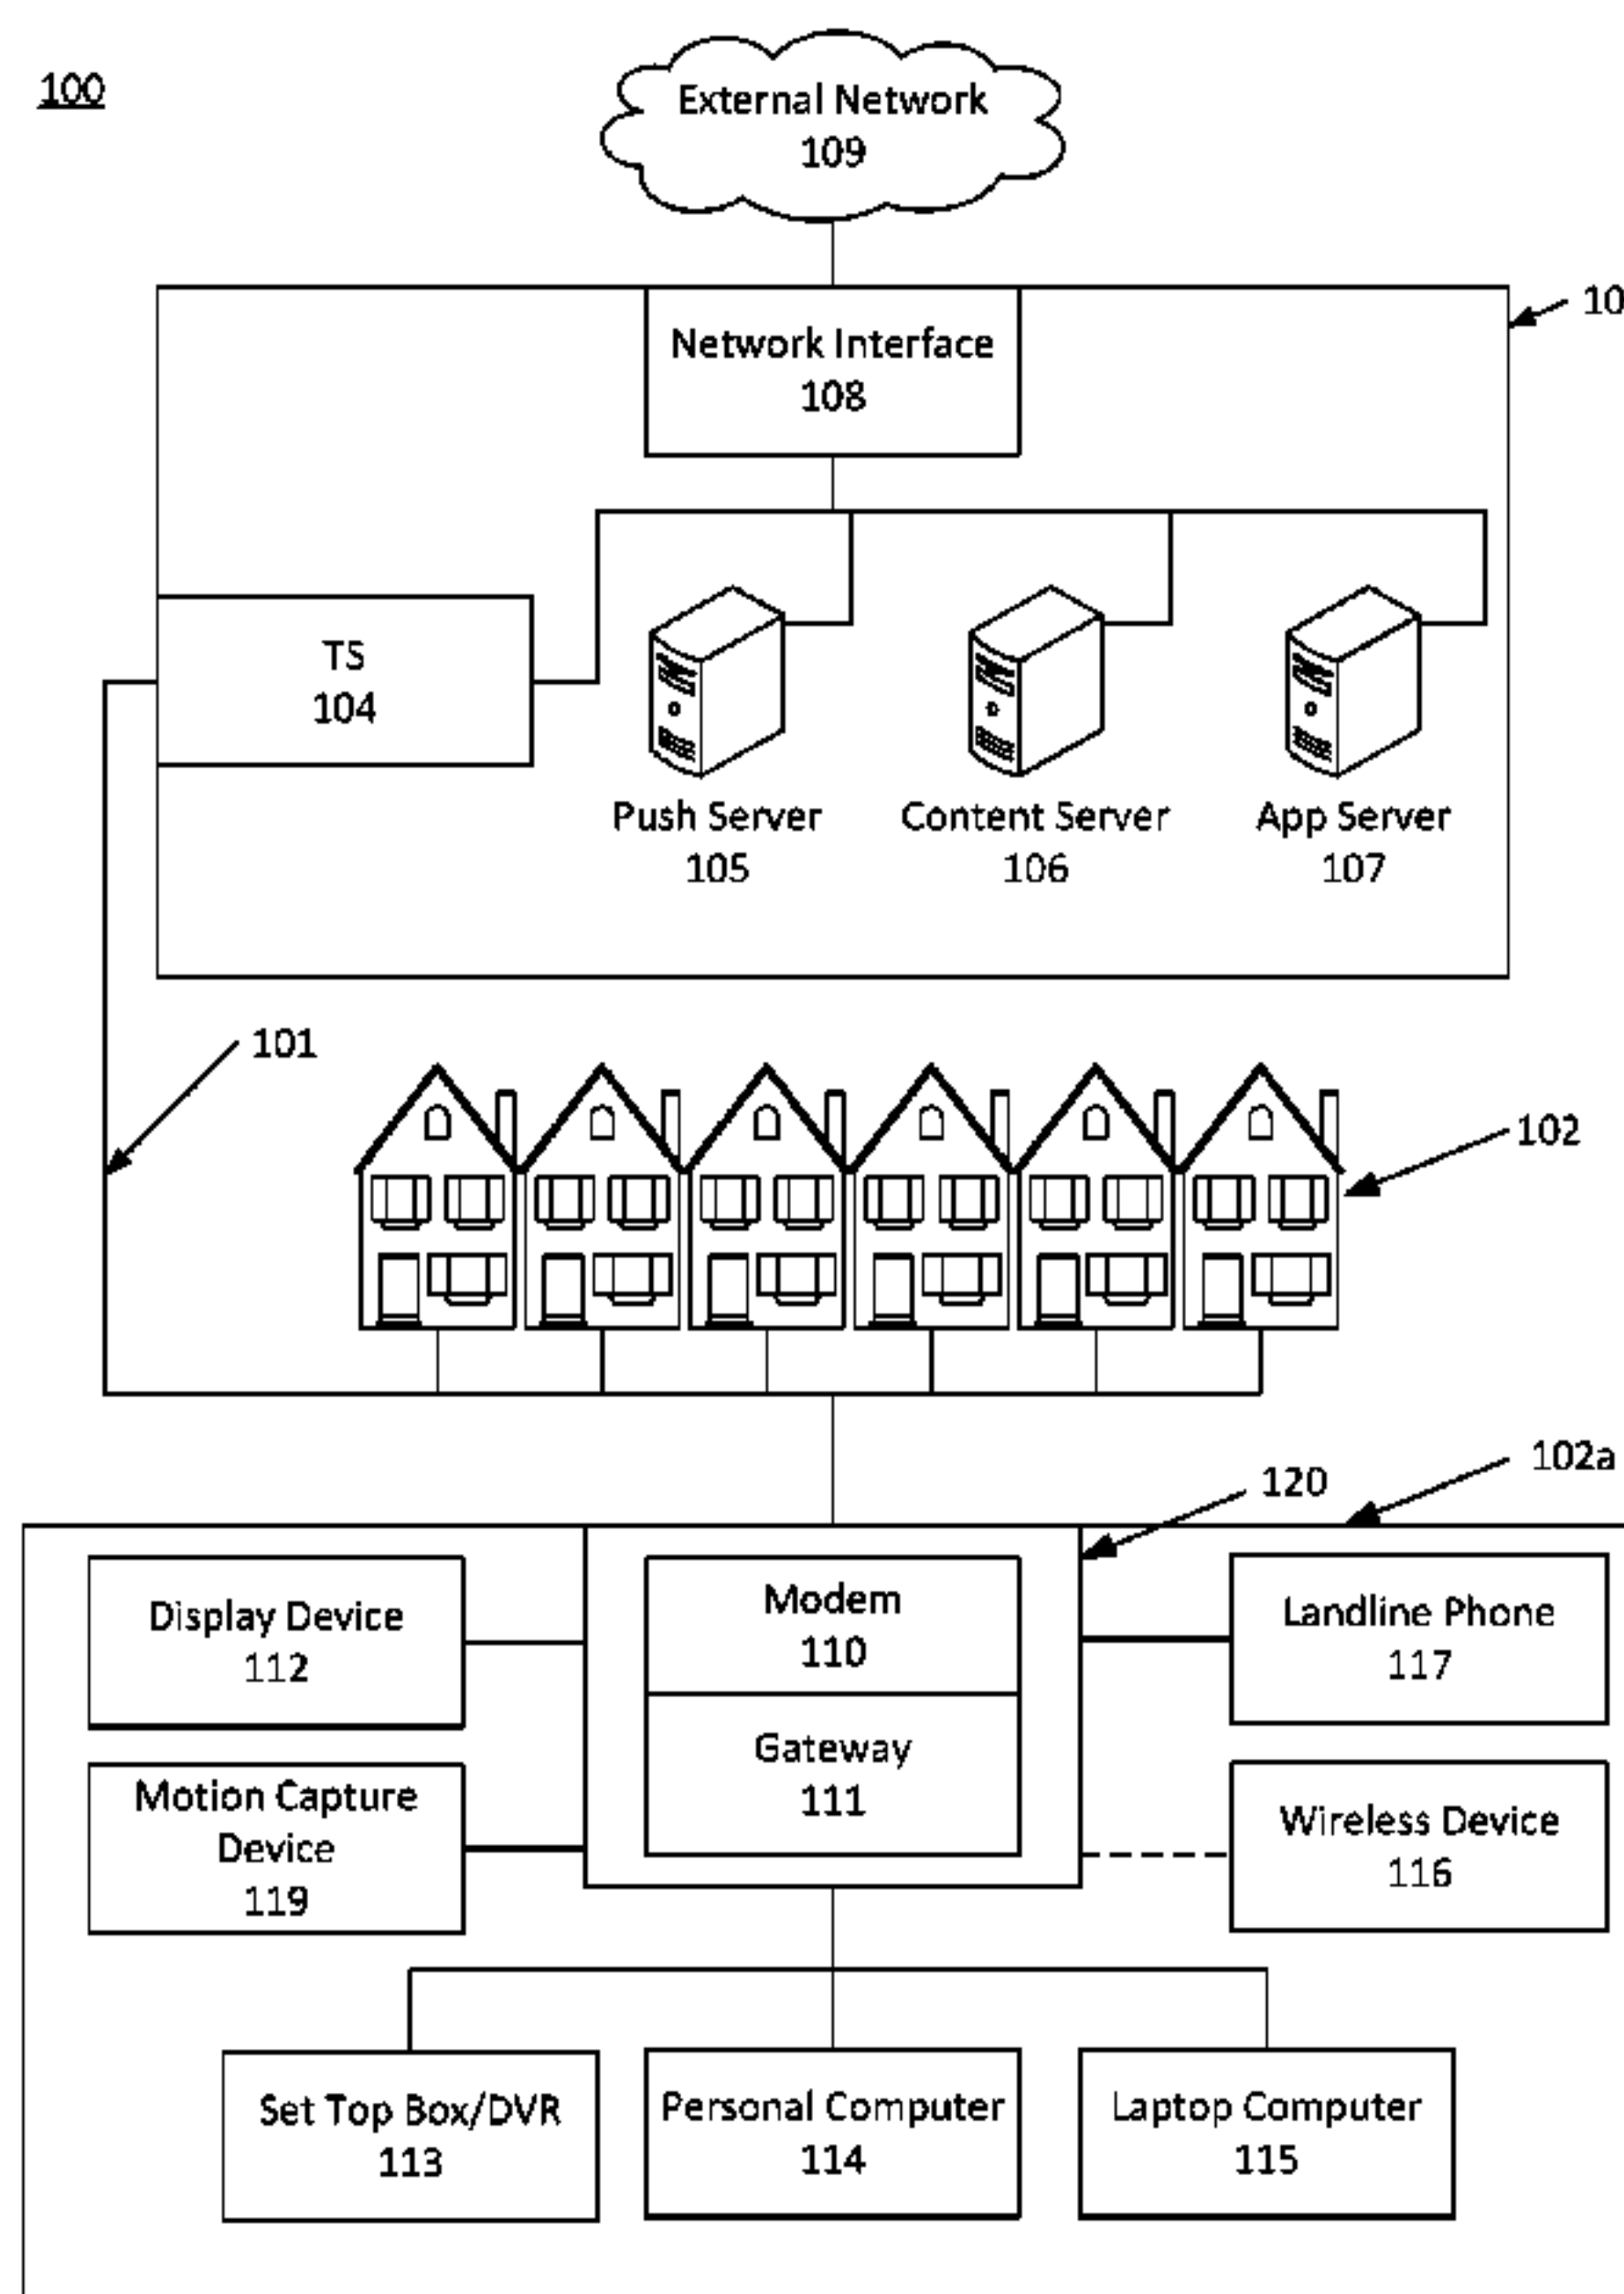 100
External Network
109
10
Network Interface
108
TS
104
Push Server
105
Content Server
106
App Server
107
101
102
102a
120
Display Device
112
Modem
110
Landline Phone
117
Gateway
111
Motion Capture
Device
119
Wireless Device
116
Set Top Box/DVR
113
Personal Computer
114
Laptop Computer
115